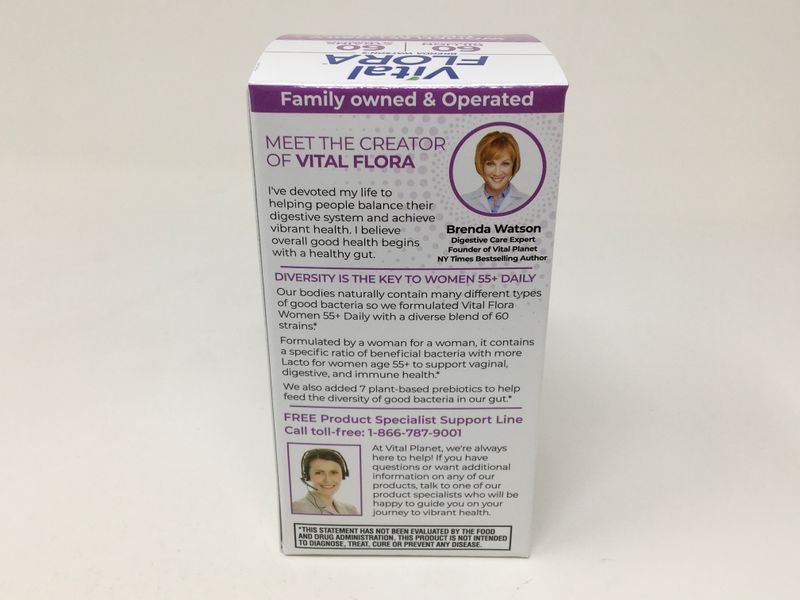 WOMEN 55+
60 BILLION | 60 STRAINS
BRENDA WATSON'S
Vital
FLORA
Family owned & Operated
MEET THE CREATOR
OF VITAL FLORA
I've devoted my life to
helping people balance their
digestive system and achieve
vibrant health. I believe
overall good health begins
with a healthy gut.
Brenda Watson
Digestive Care Expert
Founder of Vital Planet
NY Times Bestselling Author
DIVERSITY IS THE KEY TO WOMEN 55+ DAILY
Our bodies naturally contain many different types
of good bacteria so we formulated Vital Flora
Women 55+ Daily with a diverse blend of 60
strains.*
Formulated by a woman for a woman, it contains
a specific ratio of beneficial bacteria with more
Lacto for women age 55+ to support vaginal,
digestive, and immune health.*
We also added 7 plant-based prebiotics to help
feed the diversity of good bacteria in our gut.*
FREE Product Specialist Support Line
Call toll-free: 1-866-787-9001
At Vital Planet, we're always
here to help! If you have
questions or want additional
information on any of our
products, talk to one of our
product specialists who will be
happy to guide you on your
journey to vibrant health.
*THIS STATEMENT HAS NOT BEEN EVALUATED BY THE FOOD
AND DRUG ADMINISTRATION. THIS PRODUCT IS NOT INTENDED
TO DIAGNOSE, TREAT, CURE OR PREVENT ANY DISEASE.